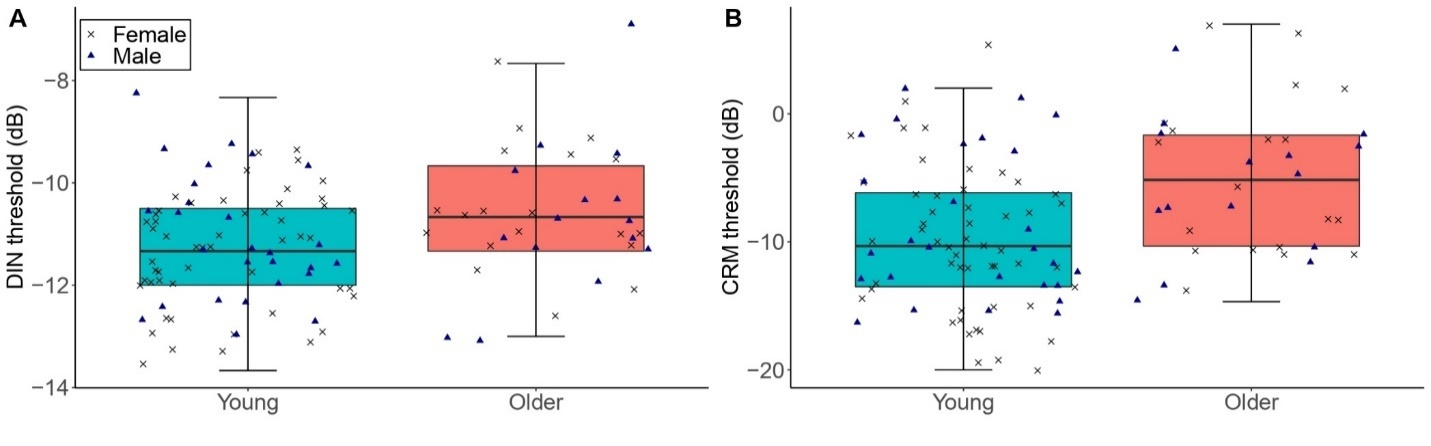 A
Female
Male
DIN threshold (dB)
−8
−10
−12
−14
Young
Older
B
CRM threshold (dB)
0
−10
−20
Young
Older